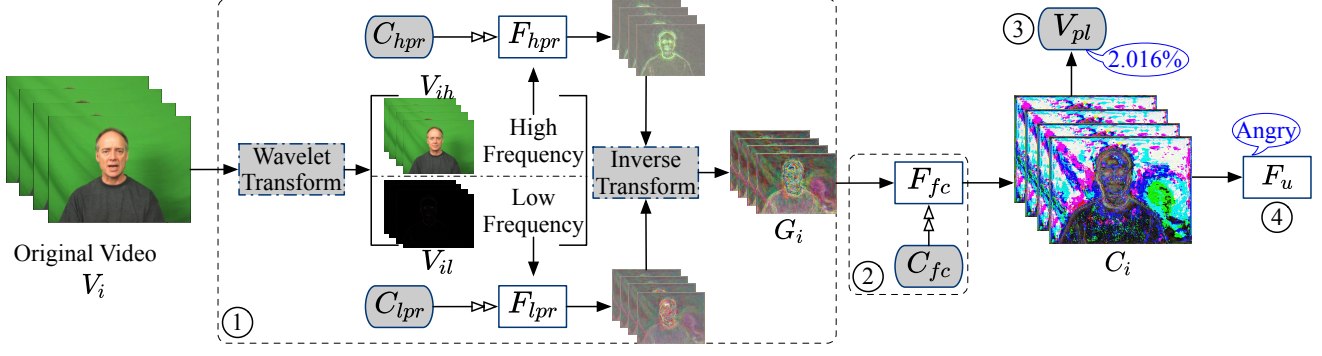 Original Video
V_i
1
Wavelet
Transform
C_hpr
F_hpr
V_ih
High
Frequency
Low
Frequency
V_il
C_lpr
F_lpr
Inverse
Transform
G_i
2
F_fc
C_fc
3
V_pl
2.016%
C_i
Angry
F_u
4